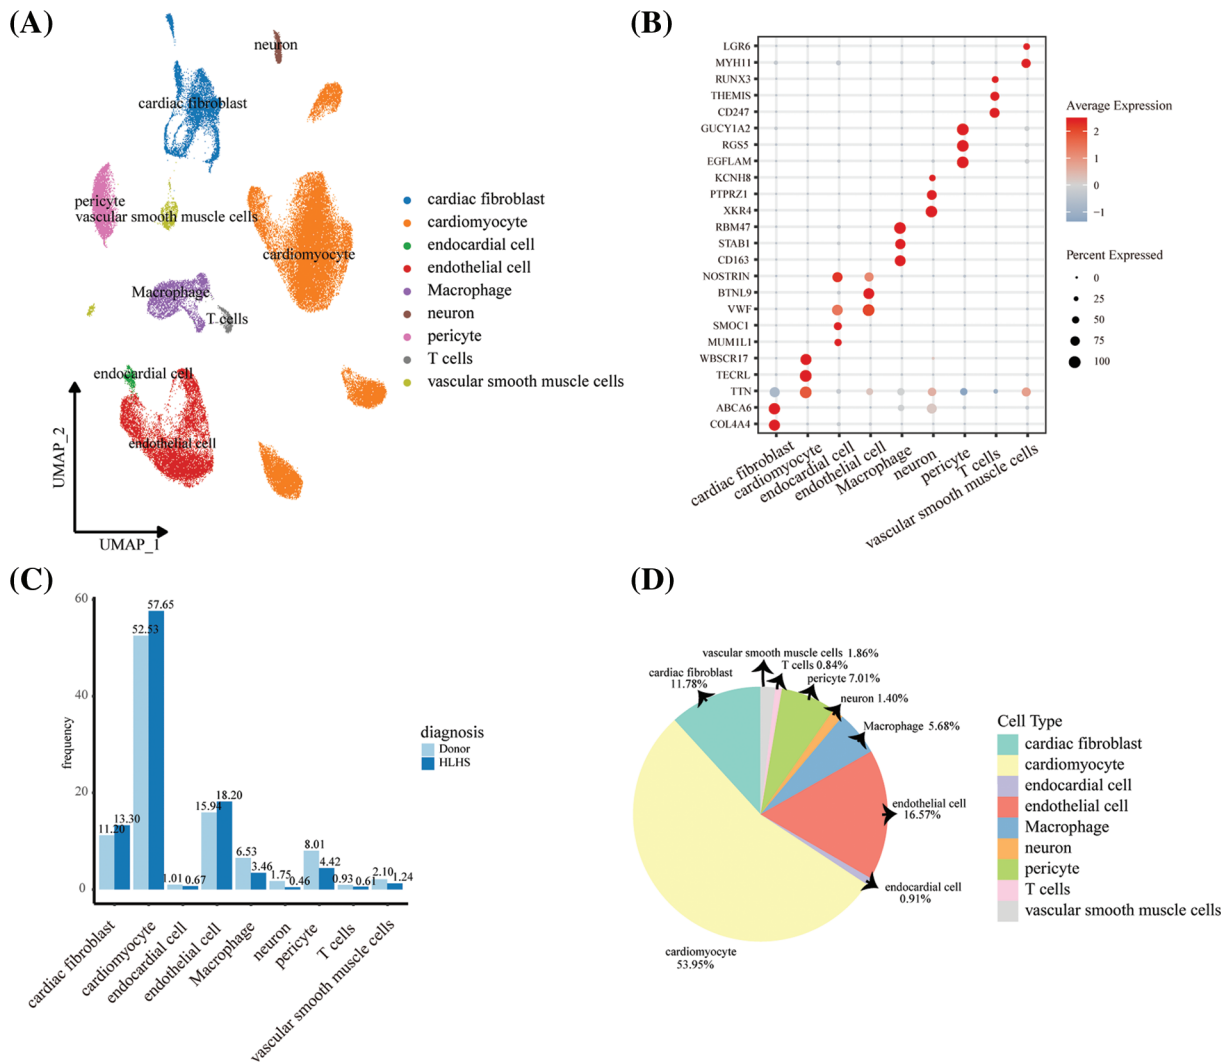 (A)
neuron
cardiac fibroblast
pericyte
vascular smooth muscle cells
cardiomyocyte
Macrophage
T cells
endocardial cell
endothelial cell
UMAP_2
UMAP_1
cardiac fibroblast
cardiomyocyte
endocardial cell
endothelial cell
Macrophage
neuron
pericyte
T cells
vascular smooth muscle cells
(B)
LGR6
MYH11
RUNX3
THEMIS
CD247
GUCY1A2
RGS5
EGFLAM
KCNH8
PTPRZ1
XKR4
RBM47
STAB1
CD163
NOSTRIN
BTNL9
VWF
SMOC1
MUM1L1
WBSCR17
TECRL
TTN
ABCA6
COL4A4
cardiac fibroblast
cardiomyocyte
endocardial cell
endothelial cell
Macrophage
neuron
pericyte
T cells
vascular smooth muscle cells
Average Expression
2
1
0
−1
Percent Expressed
0
25
50
75
100
(C)
frequency
60
40
20
0
11.20
13.30
52.53
57.65
1.01
0.67
15.94
18.20
6.53
3.46
1.75
0.46
8.01
4.42
0.93
0.61
2.10
1.24
cardiac fibroblast
cardiomyocyte
endocardial cell
endothelial cell
Macrophage
neuron
pericyte
T cells
vascular smooth muscle cells
diagnosis
Donor
HLHS
(D)
vascular smooth muscle cells 1.86%
T cells 0.84%
pericyte 7.01%
neuron 1.40%
Macrophage 5.68%
endothelial cell
16.57%
endocardial cell
0.91%
cardiomyocyte
53.95%
cardiac fibroblast
11.78%
Cell Type
cardiac fibroblast
cardiomyocyte
endocardial cell
endothelial cell
Macrophage
neuron
pericyte
T cells
vascular smooth muscle cells